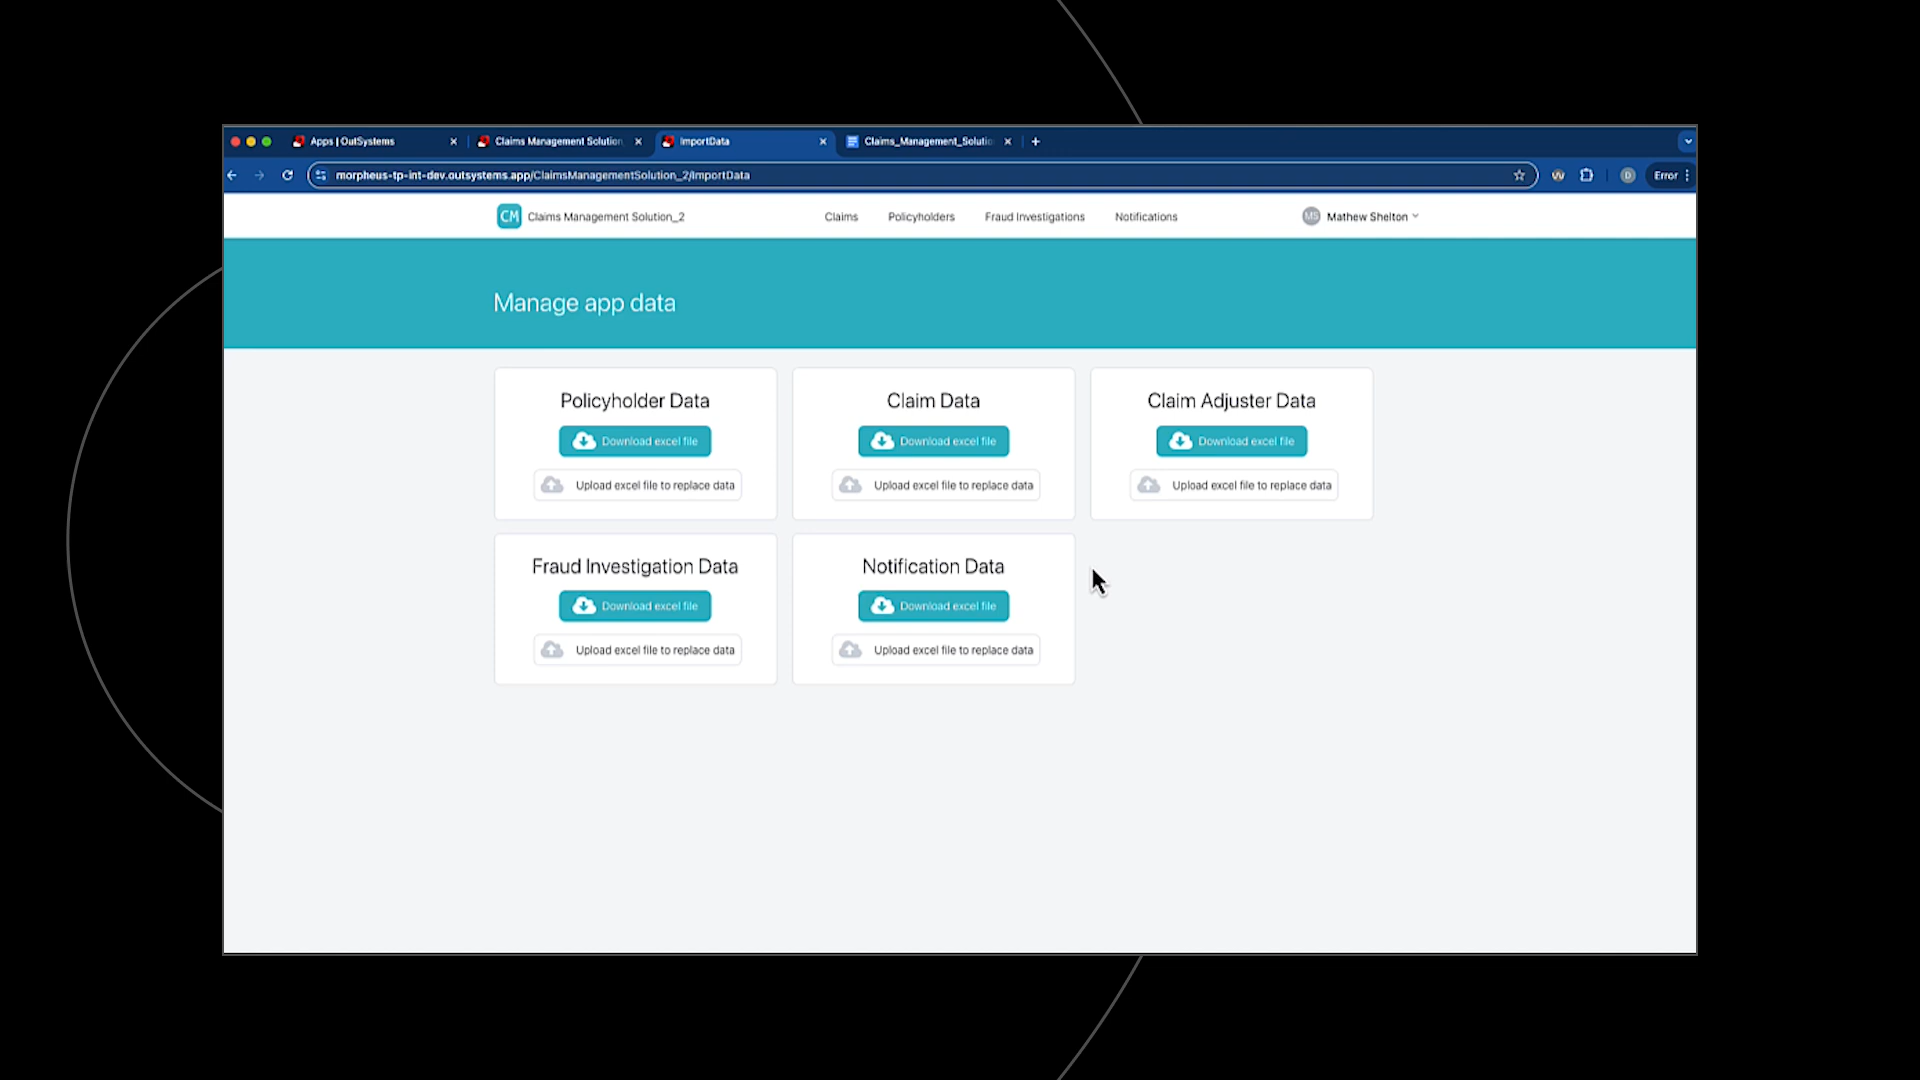 Apps | OutSystems
Claims Management Solution
ImportData
Claims_Management_Solutio
morpheus-tp-int-dev.outsystems.app/ClaimsManagementSolution_2/ImportData
D
Error
CM
Claims Management Solution_2
Claims
Policyholders
Fraud Investigations
Notifications
MS
Mathew Shelton
Manage app data
Policyholder Data
Download excel file
Upload excel file to replace data
Claim Data
Download excel file
Upload excel file to replace data
Claim Adjuster Data
Download excel file
Upload excel file to replace data
Fraud Investigation Data
Download excel file
Upload excel file to replace data
Notification Data
Download excel file
Upload excel file to replace data